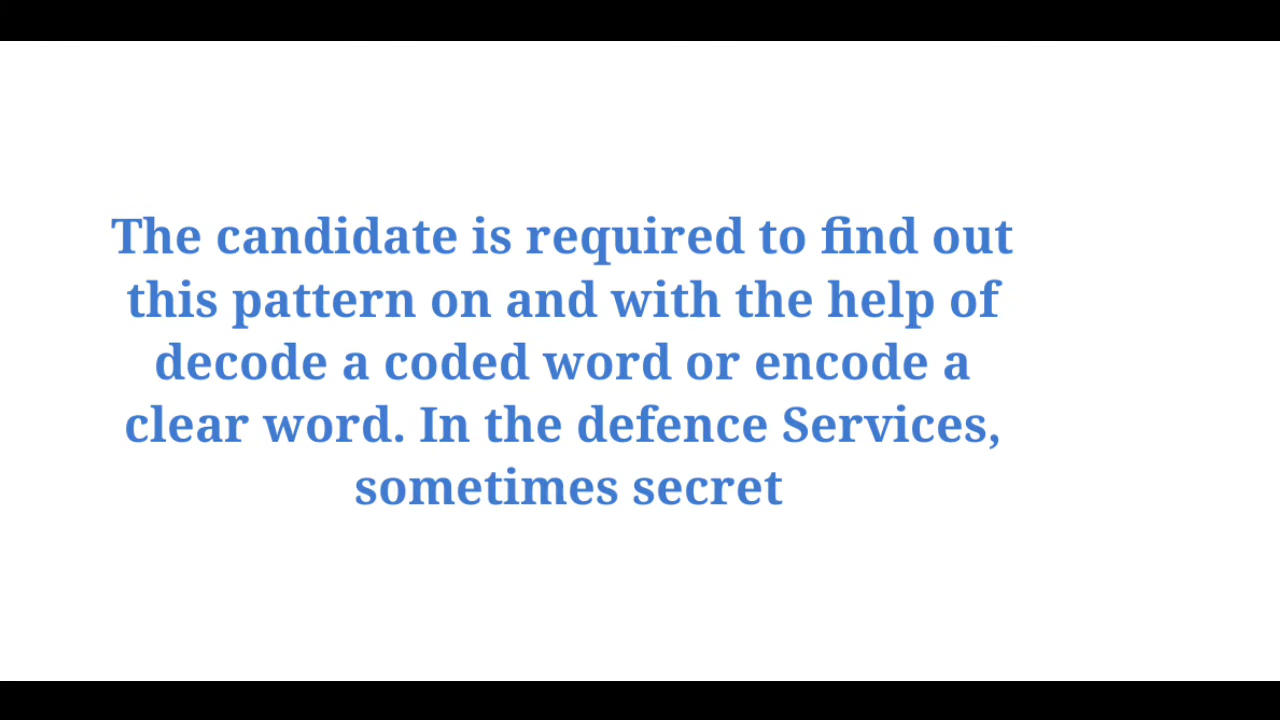 The candidate is required to find out
this pattern on and with the help of
decode a coded word or encode a
clear word. In the defence Services,
sometimes secret